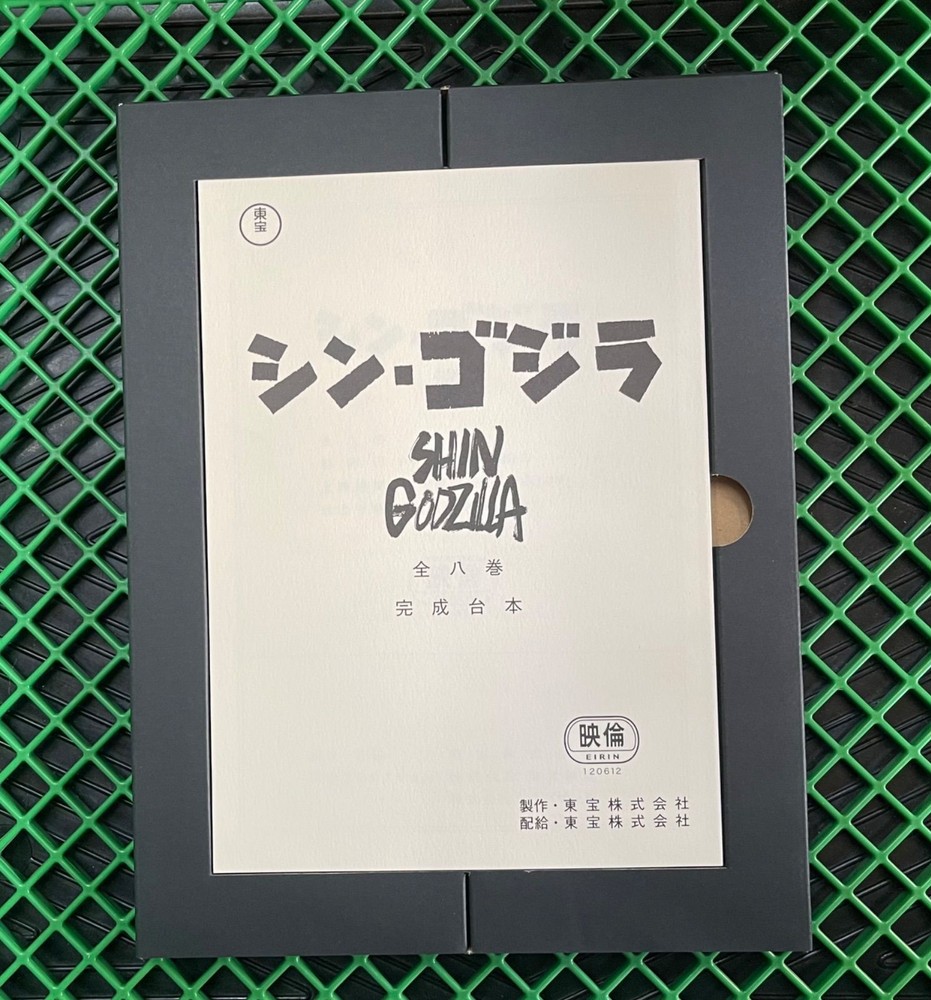 東
宝
シン・ゴジラ
SHIN
GODZILLA
全八巻
完成台本
映倫
EIRIN
120612
製作・東宝株式会社
配給・東宝株式会社